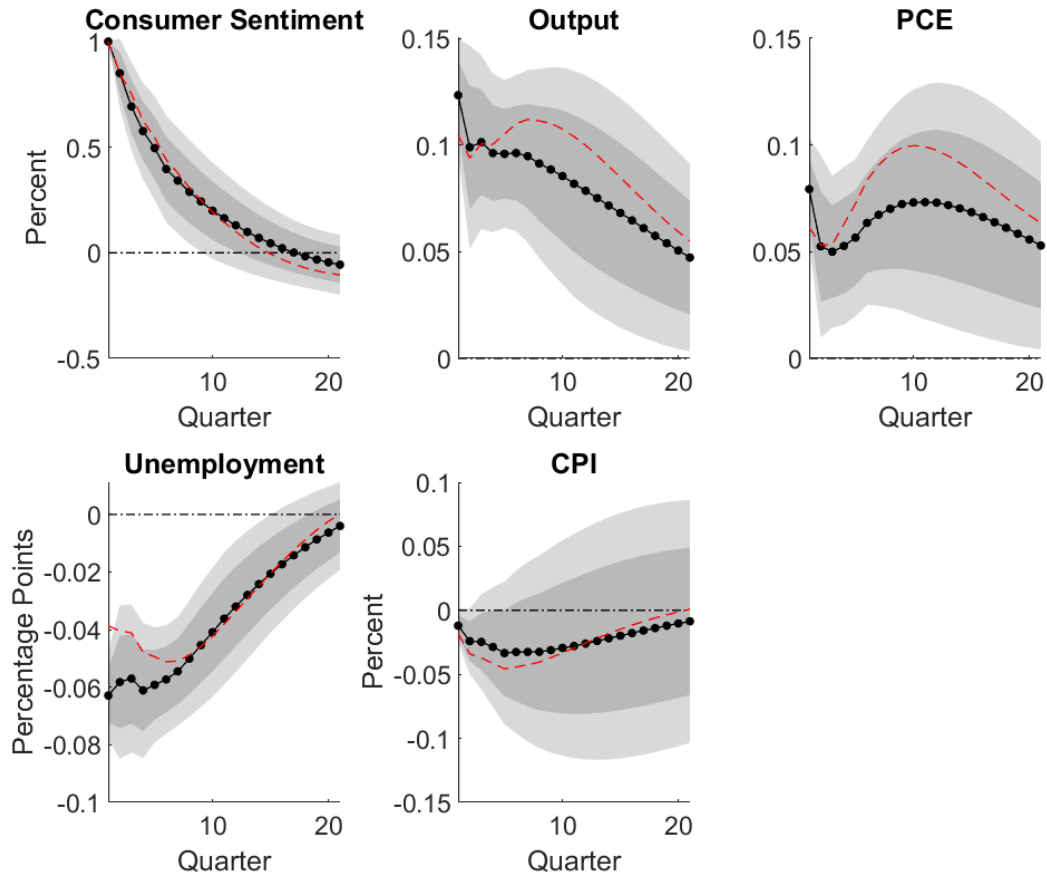 Consumer Sentiment
Percent
1
0.5
0
-0.5
10
20
Quarter
Output
0.15
0.1
0.05
0
10
20
Quarter
PCE
0.15
0.1
0.05
0
10
20
Quarter
Unemployment
Percentage Points
0
-0.02
-0.04
-0.06
-0.08
-0.1
10
20
Quarter
CPI
Percent
0.1
0.05
0
-0.05
-0.1
-0.15
10
20
Quarter